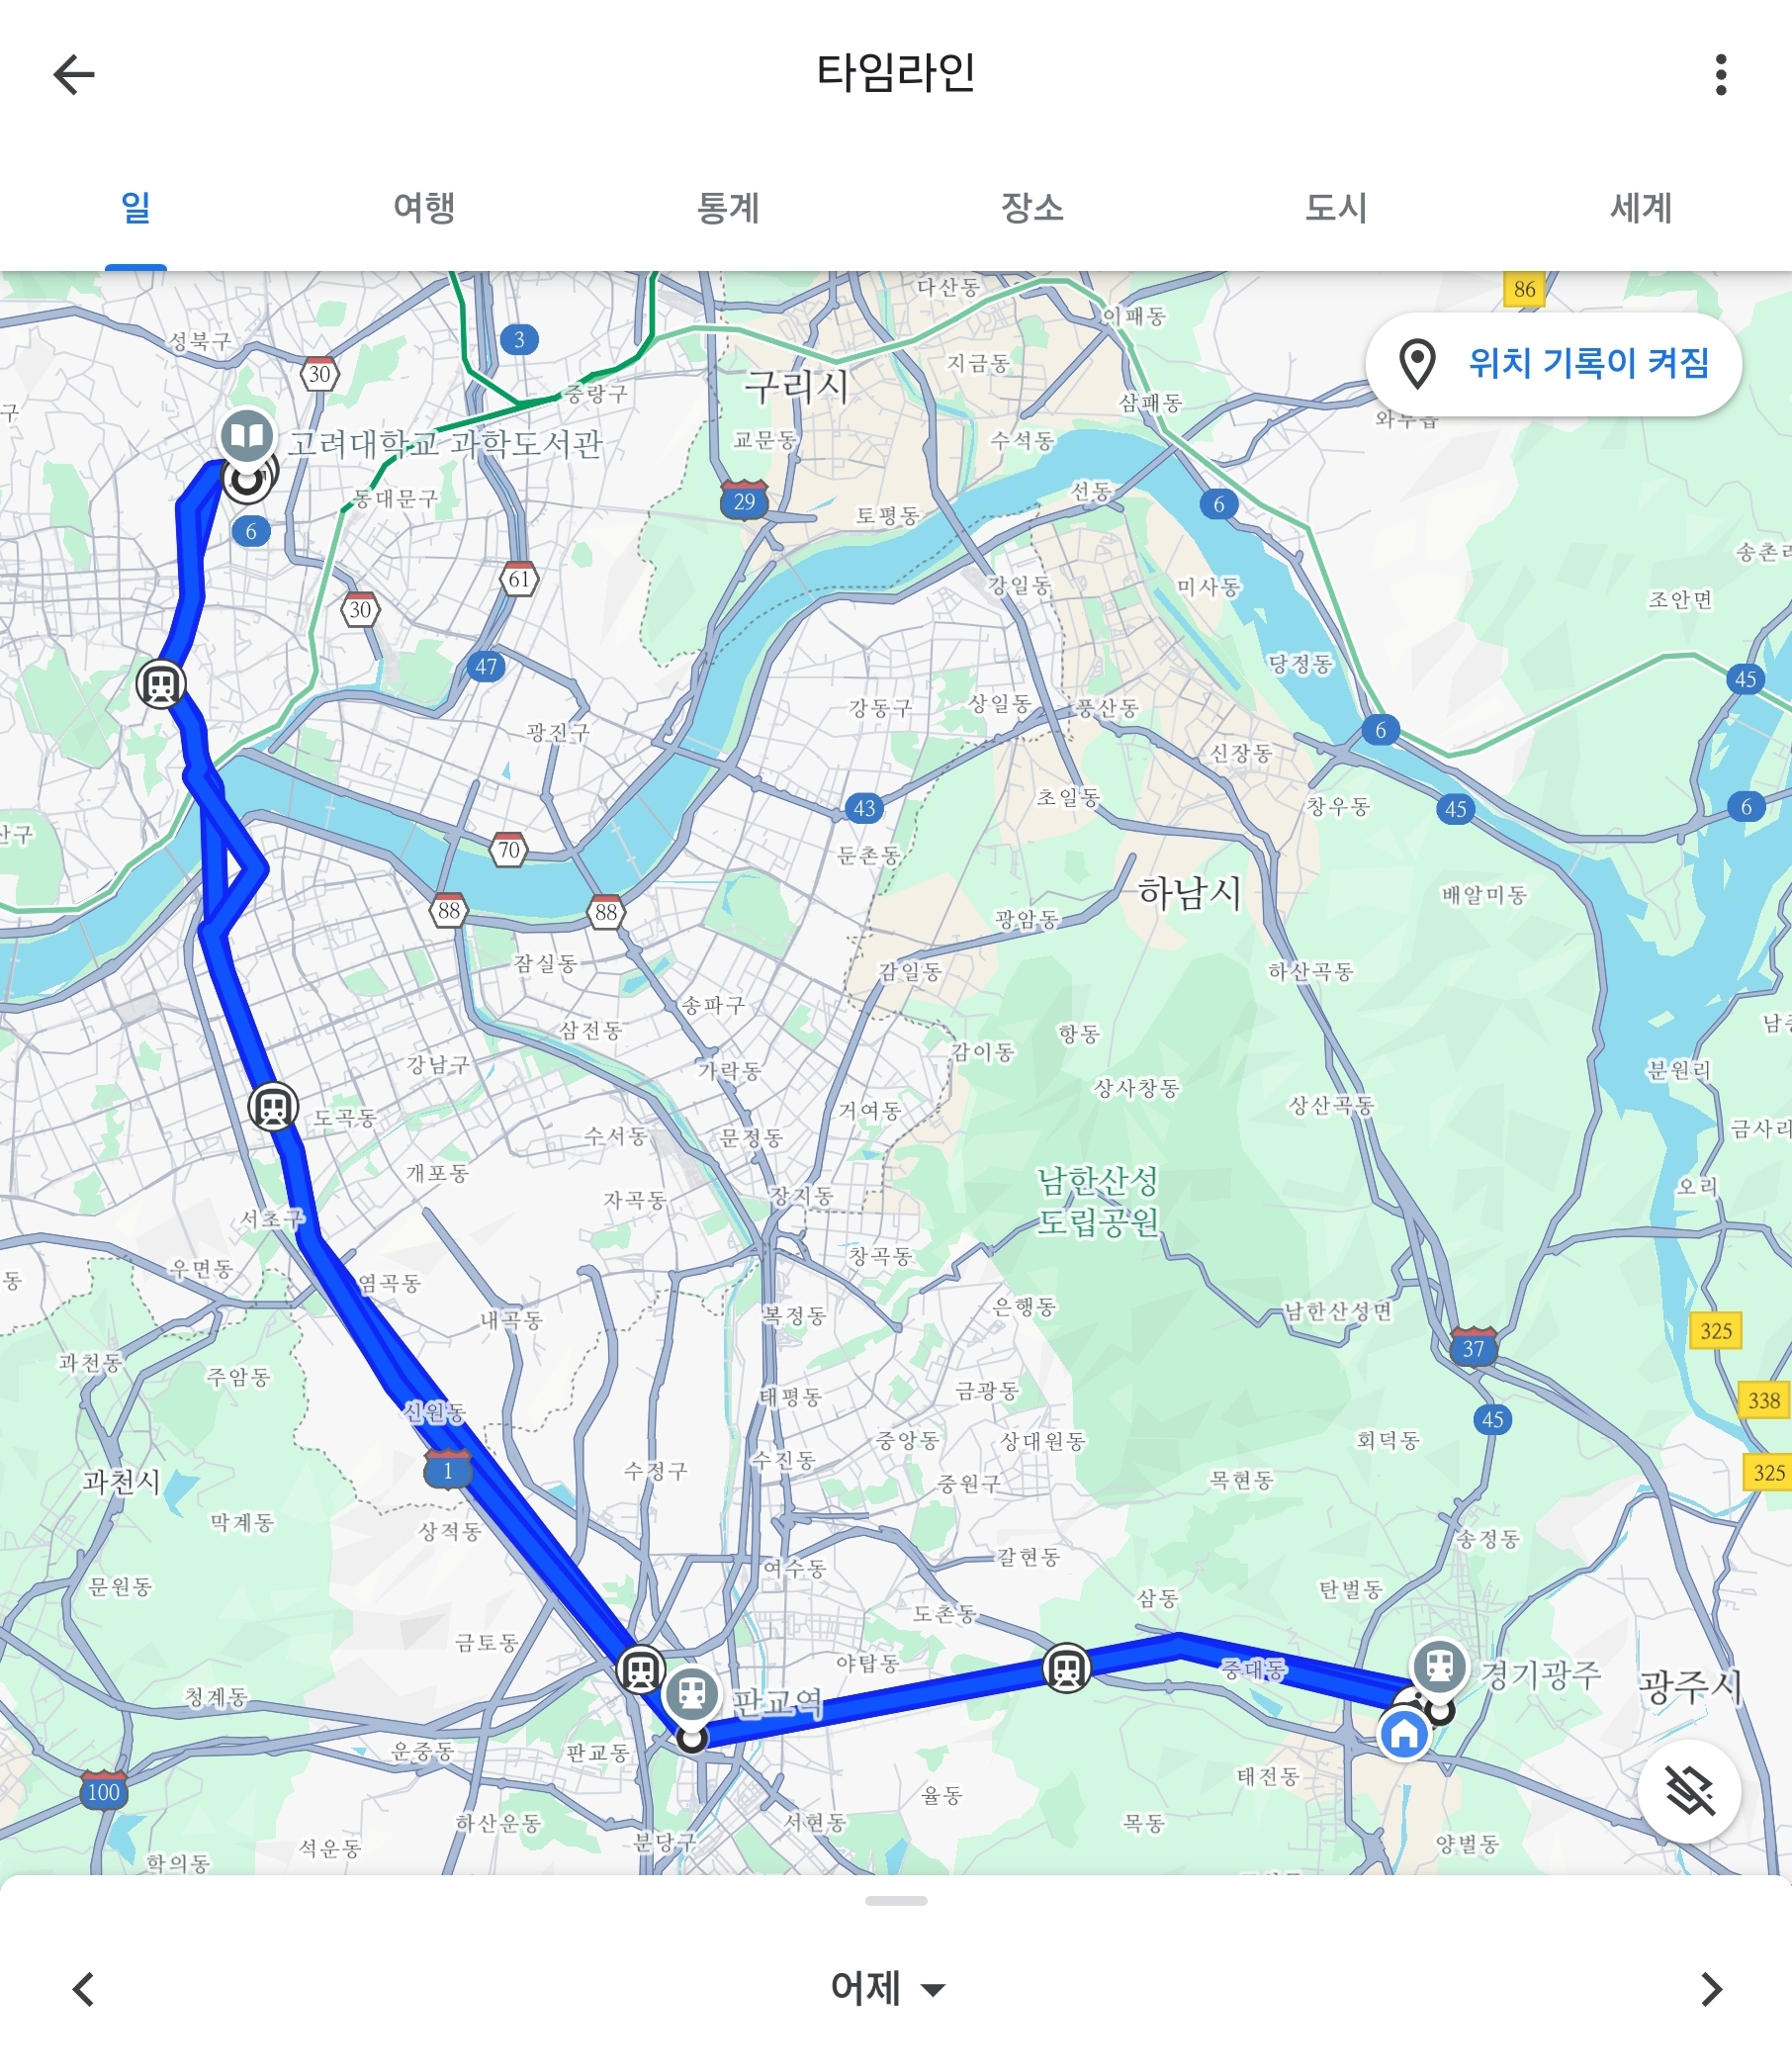 타임라인
일
여행
통계
장소
도시
세계
다산동
86
이패동
성북구
3
위치 기록이 켜짐
30
지금동
구리시
중랑구
삼패동
고려대학교 과학도서관
교문동
수석동
동대문구
29
선동
6
토평동
6
61
강일동
미사동
조안면
30
47
당정동
45
강동구
상일동
풍산동
광진구
6
신장동
43
초일동
창우동
45
6
70
둔촌동
하남시
배알미동
88
88
광암동
잠실동
감일동
하산곡동
송파구
삼전동
항동
감이동
강남구
가락동
분원리
상사창동
상산곡동
도곡동
거여동
수서동
문정동
개포동
남한산성
도립공원
자곡동
장지동
오리
서초구
창곡동
우면동
염곡동
은행동
남한산성면
내곡동
복정동
325
37
과천동
주암동
태평동
금광동
338
신원동
45
중앙동
상대원동
회덕동
1
수정구
수진동
325
과천시
중원구
목현동
막계동
상적동
송정동
갈현동
여수동
문원동
탄벌동
삼동
도촌동
금토동
야탑동
중대동
경기광주
광주시
청계동
판교역
운중동
판교동
태전동
100
율동
하산운동
서현동
목동
분당구
양벌동
석운동
학의동
어제